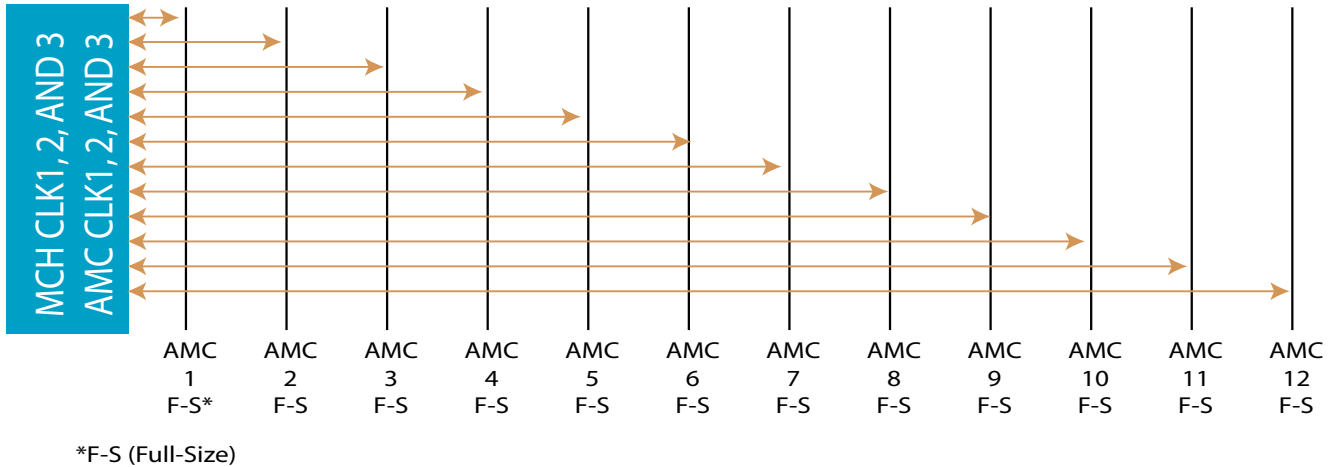 MCH CLK1, 2, AND 3
AMC CLK1, 2, AND 3
AMC
1
F-S*
AMC
2
F-S
AMC
3
F-S
AMC
4
F-S
AMC
5
F-S
AMC
6
F-S
AMC
7
F-S
AMC
8
F-S
AMC
9
F-S
AMC
10
F-S
AMC
11
F-S
AMC
12
F-S
*F-S (Full-Size)